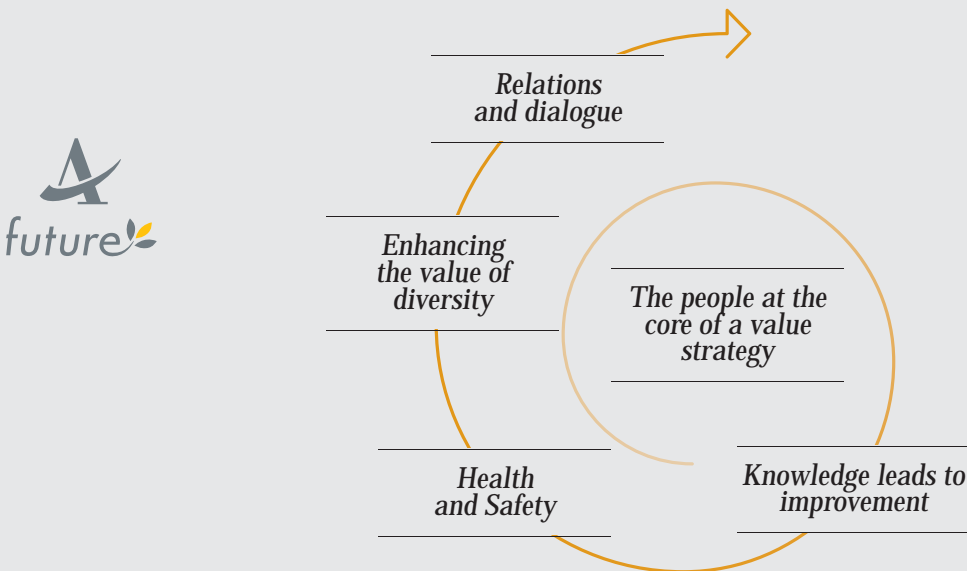 Relations
and dialogue
A
future
Enhancing
the value of
diversity
The people at the
core of a value
strategy
Health
and Safety
Knowledge leads to
improvement